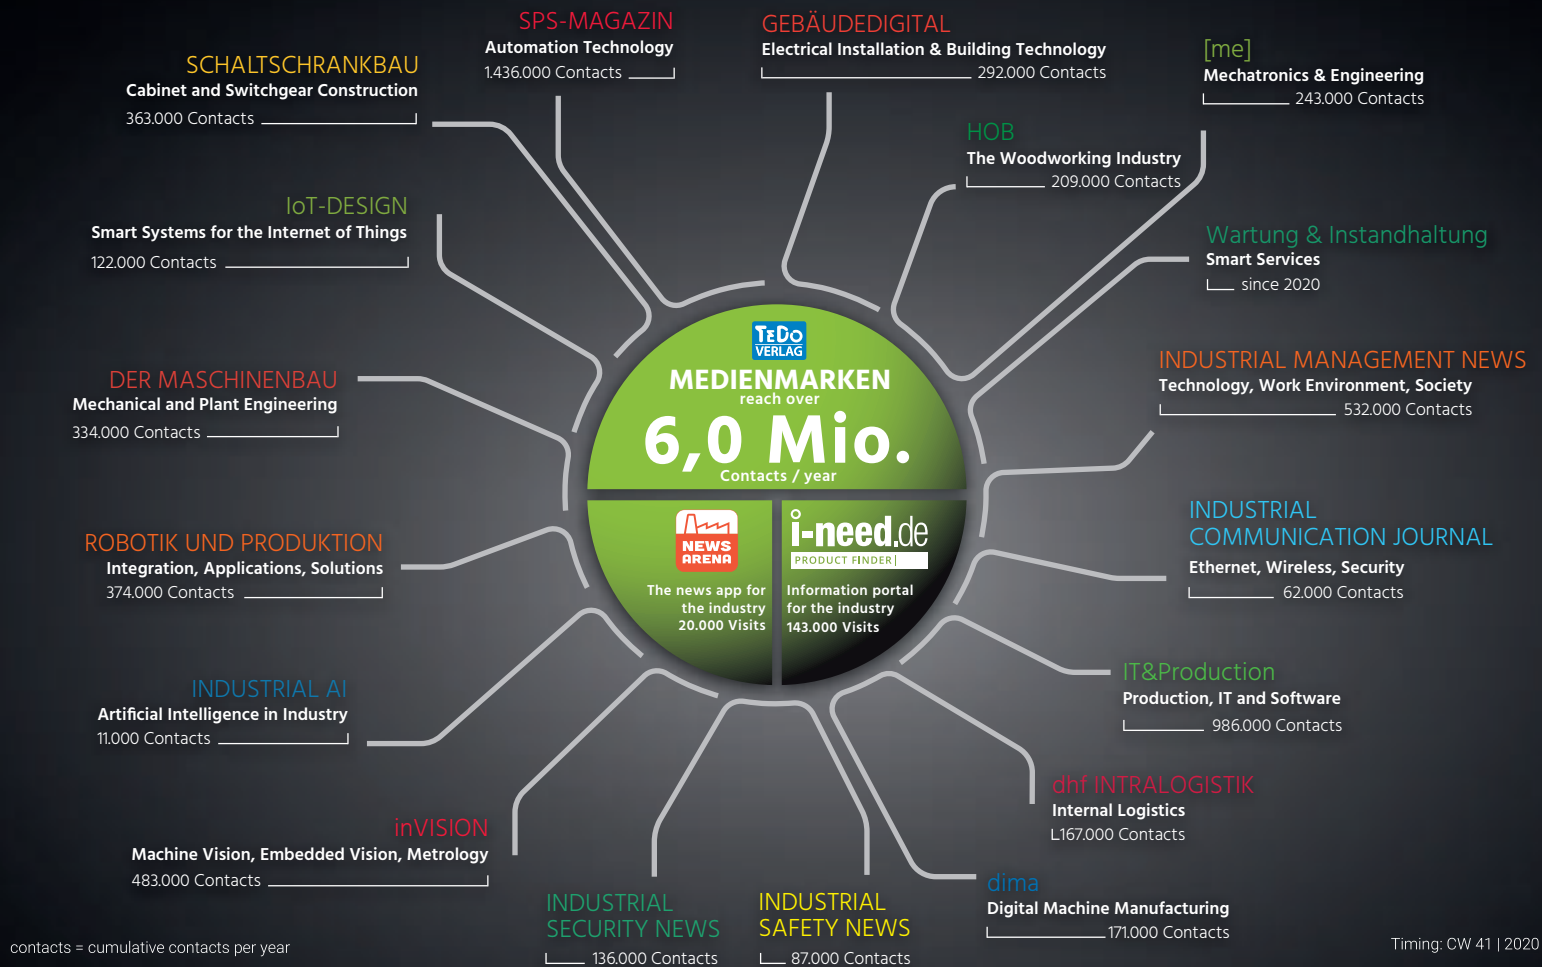 SPS-MAGAZIN
Automation Technology
1.436.000 Contacts
GEBÄUDEDIGITAL
Electrical Installation & Building Technology
292.000 Contacts
[me]
Mechatronics & Engineering
243.000 Contacts
SCHALTSCHRANKBAU
Cabinet and Switchgear Construction
363.000 Contacts
HOB
The Woodworking Industry
209.000 Contacts
IoT-DESIGN
Smart Systems for the Internet of Things
122.000 Contacts
Wartung & Instandhaltung
Smart Services
since 2020
DER MASCHINENBAU
Mechanical and Plant Engineering
334.000 Contacts
TeDo
VERLAG
MEDIENMARKEN
reach over
6,0 Mio.
Contacts / year
INDUSTRIAL MANAGEMENT NEWS
Technology, Work Environment, Society
532.000 Contacts
NEWS
ARENA
The news app for
the industry
20.000 Visits
i-need.de
PRODUCT FINDER
Information portal
for the industry
143.000 Visits
ROBOTIK UND PRODUKTION
Integration, Applications, Solutions
374.000 Contacts
INDUSTRIAL
COMMUNICATION JOURNAL
Ethernet, Wireless, Security
62.000 Contacts
INDUSTRIAL AI
Artificial Intelligence in Industry
11.000 Contacts
IT&Production
Production, IT and Software
986.000 Contacts
dhf INTRALOGISTIK
Internal Logistics
167.000 Contacts
inVISION
Machine Vision, Embedded Vision, Metrology
483.000 Contacts
INDUSTRIAL
SECURITY NEWS
136.000 Contacts
INDUSTRIAL
SAFETY NEWS
87.000 Contacts
dima
Digital Machine Manufacturing
171.000 Contacts
contacts = cumulative contacts per year
Timing: CW 41 | 2020